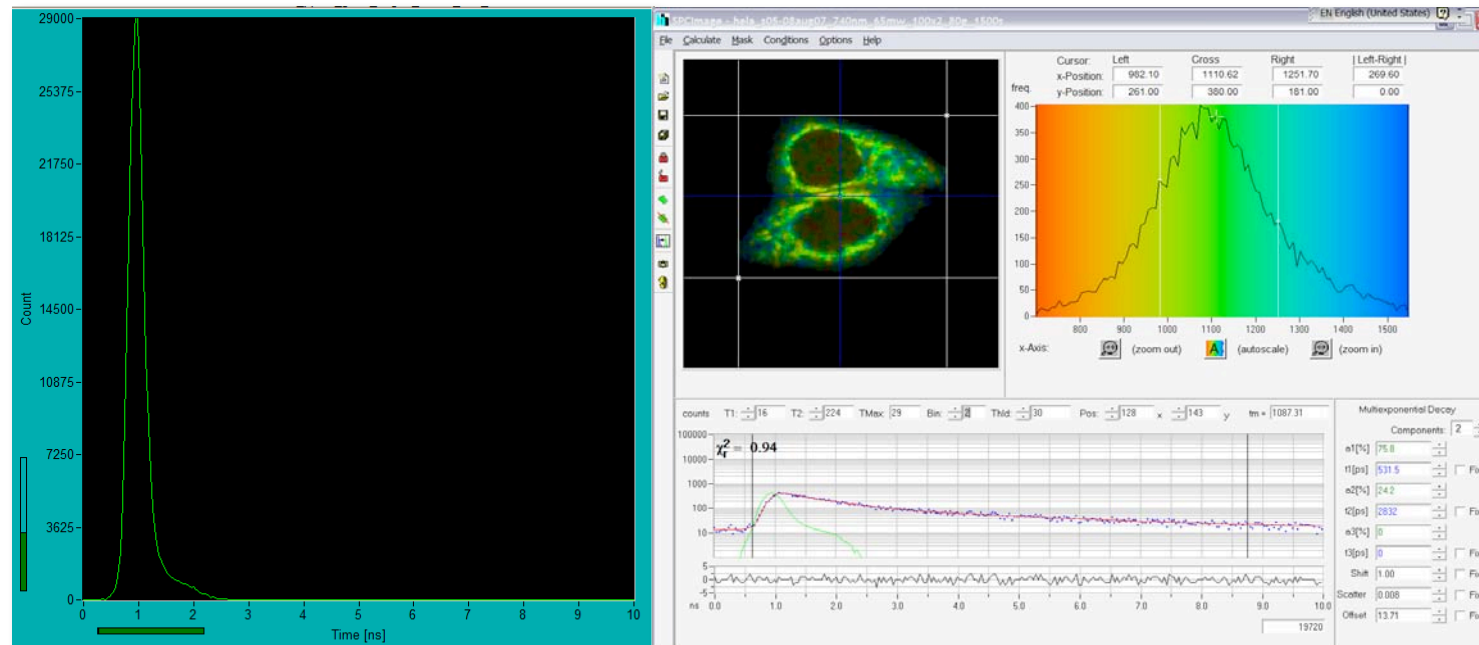 29000
25375
21750
18125
14500
10875
7250
3625
0
Count
0 1 2 3 4 5 6 7 8 9 10
Time [ns]
SPCImage - hela_s05-08aug07_740nm_65mw_100x2_80p_1500s
EN English (United States)
File Calculate Mask Conditions Options Help
Cursor: Left Cross Right | Left-Right |
x-Position: 982.10 1110.62 1251.70 269.60
y-Position: 261.00 380.00 181.00 0.00
freq.
400
350
300
250
200
150
100
50
0
800 900 1000 1100 1200 1300 1400 1500
x-Axis: (zoom out) A (autoscale) (zoom in)
counts T1: 16 T2: 224 TMax: 29 Bin: 2 Thld: 30 Pos: 128 x 143 y tm = 1087.31
100000
10000
1000
100
10
χr² = 0.94
5
0
-5
ns 0.0 1.0 2.0 3.0 4.0 5.0 6.0 7.0 8.0 9.0 10.0
19720
Multiexponential Decay
Components: 2
a1[%] 75.8
t1[ps] 531.5 Fi
a2[%] 24.2
t2[ps] 2832 Fi
a3[%] 0
t3[ps] 0 Fi
Shift 1.00 Fi
Scatter 0.008 Fi
Offset 13.71 Fi